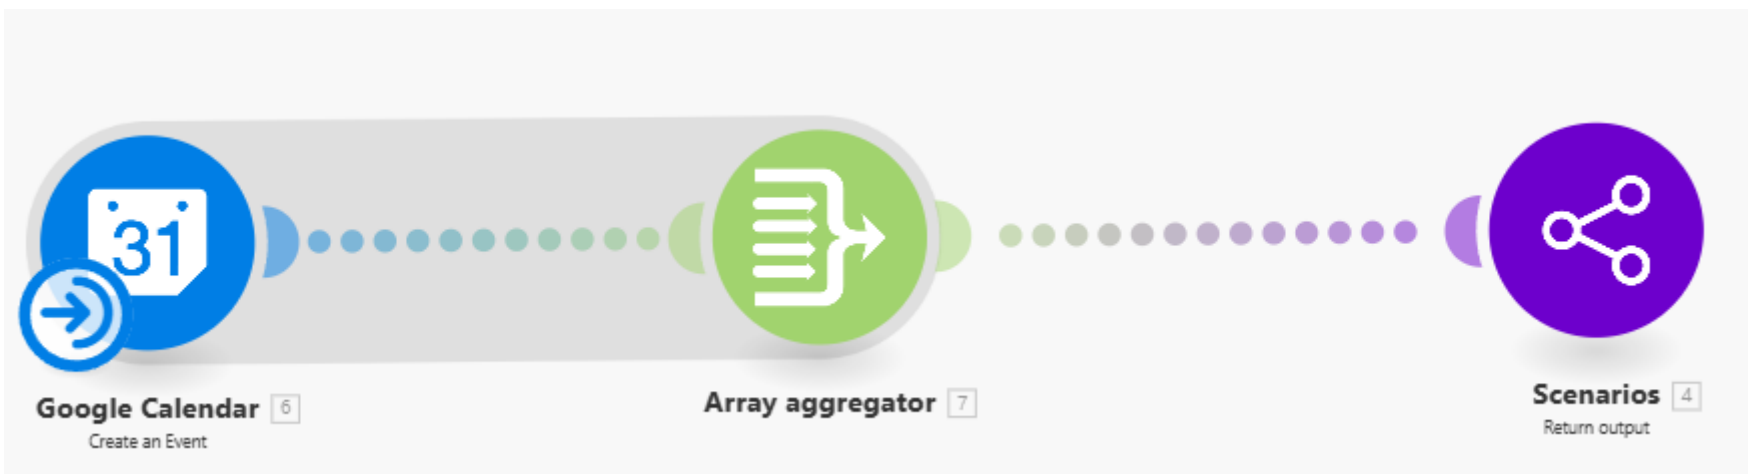 31
Google Calendar 6
Create an Event
Array aggregator 7
Scenarios 4
Return output